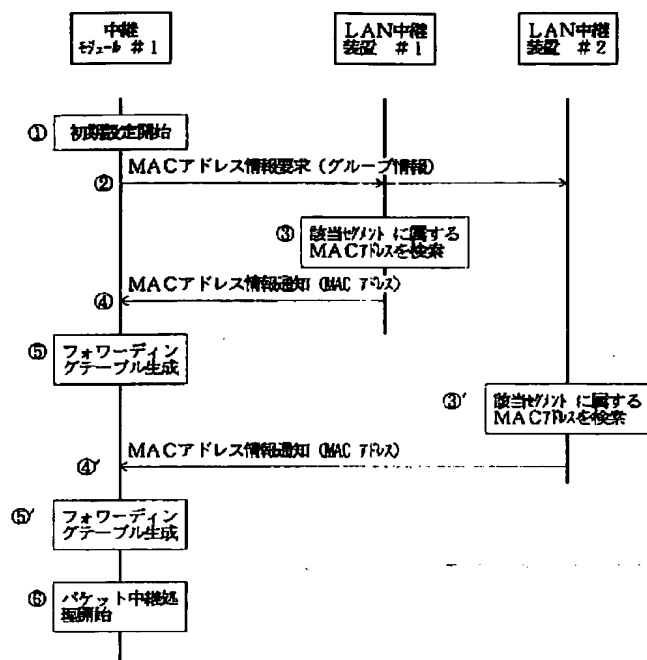 中継
モジュール #1
LAN中継
装置 #1
LAN中継
装置 #2
① 初期設定開始
MACアドレス情報要求(グループ情報)
②
③ 該当セグメントに属する
MACアドレスを検索
MACアドレス情報通知(MAC アドレス)
④
⑤ フォワーディン
グテーブル生成
③' 該当セグメントに属する
MACアドレスを検索
MACアドレス情報通知(MAC アドレス)
④'
⑤' フォワーディン
グテーブル生成
⑥ パケット中継処
理開始